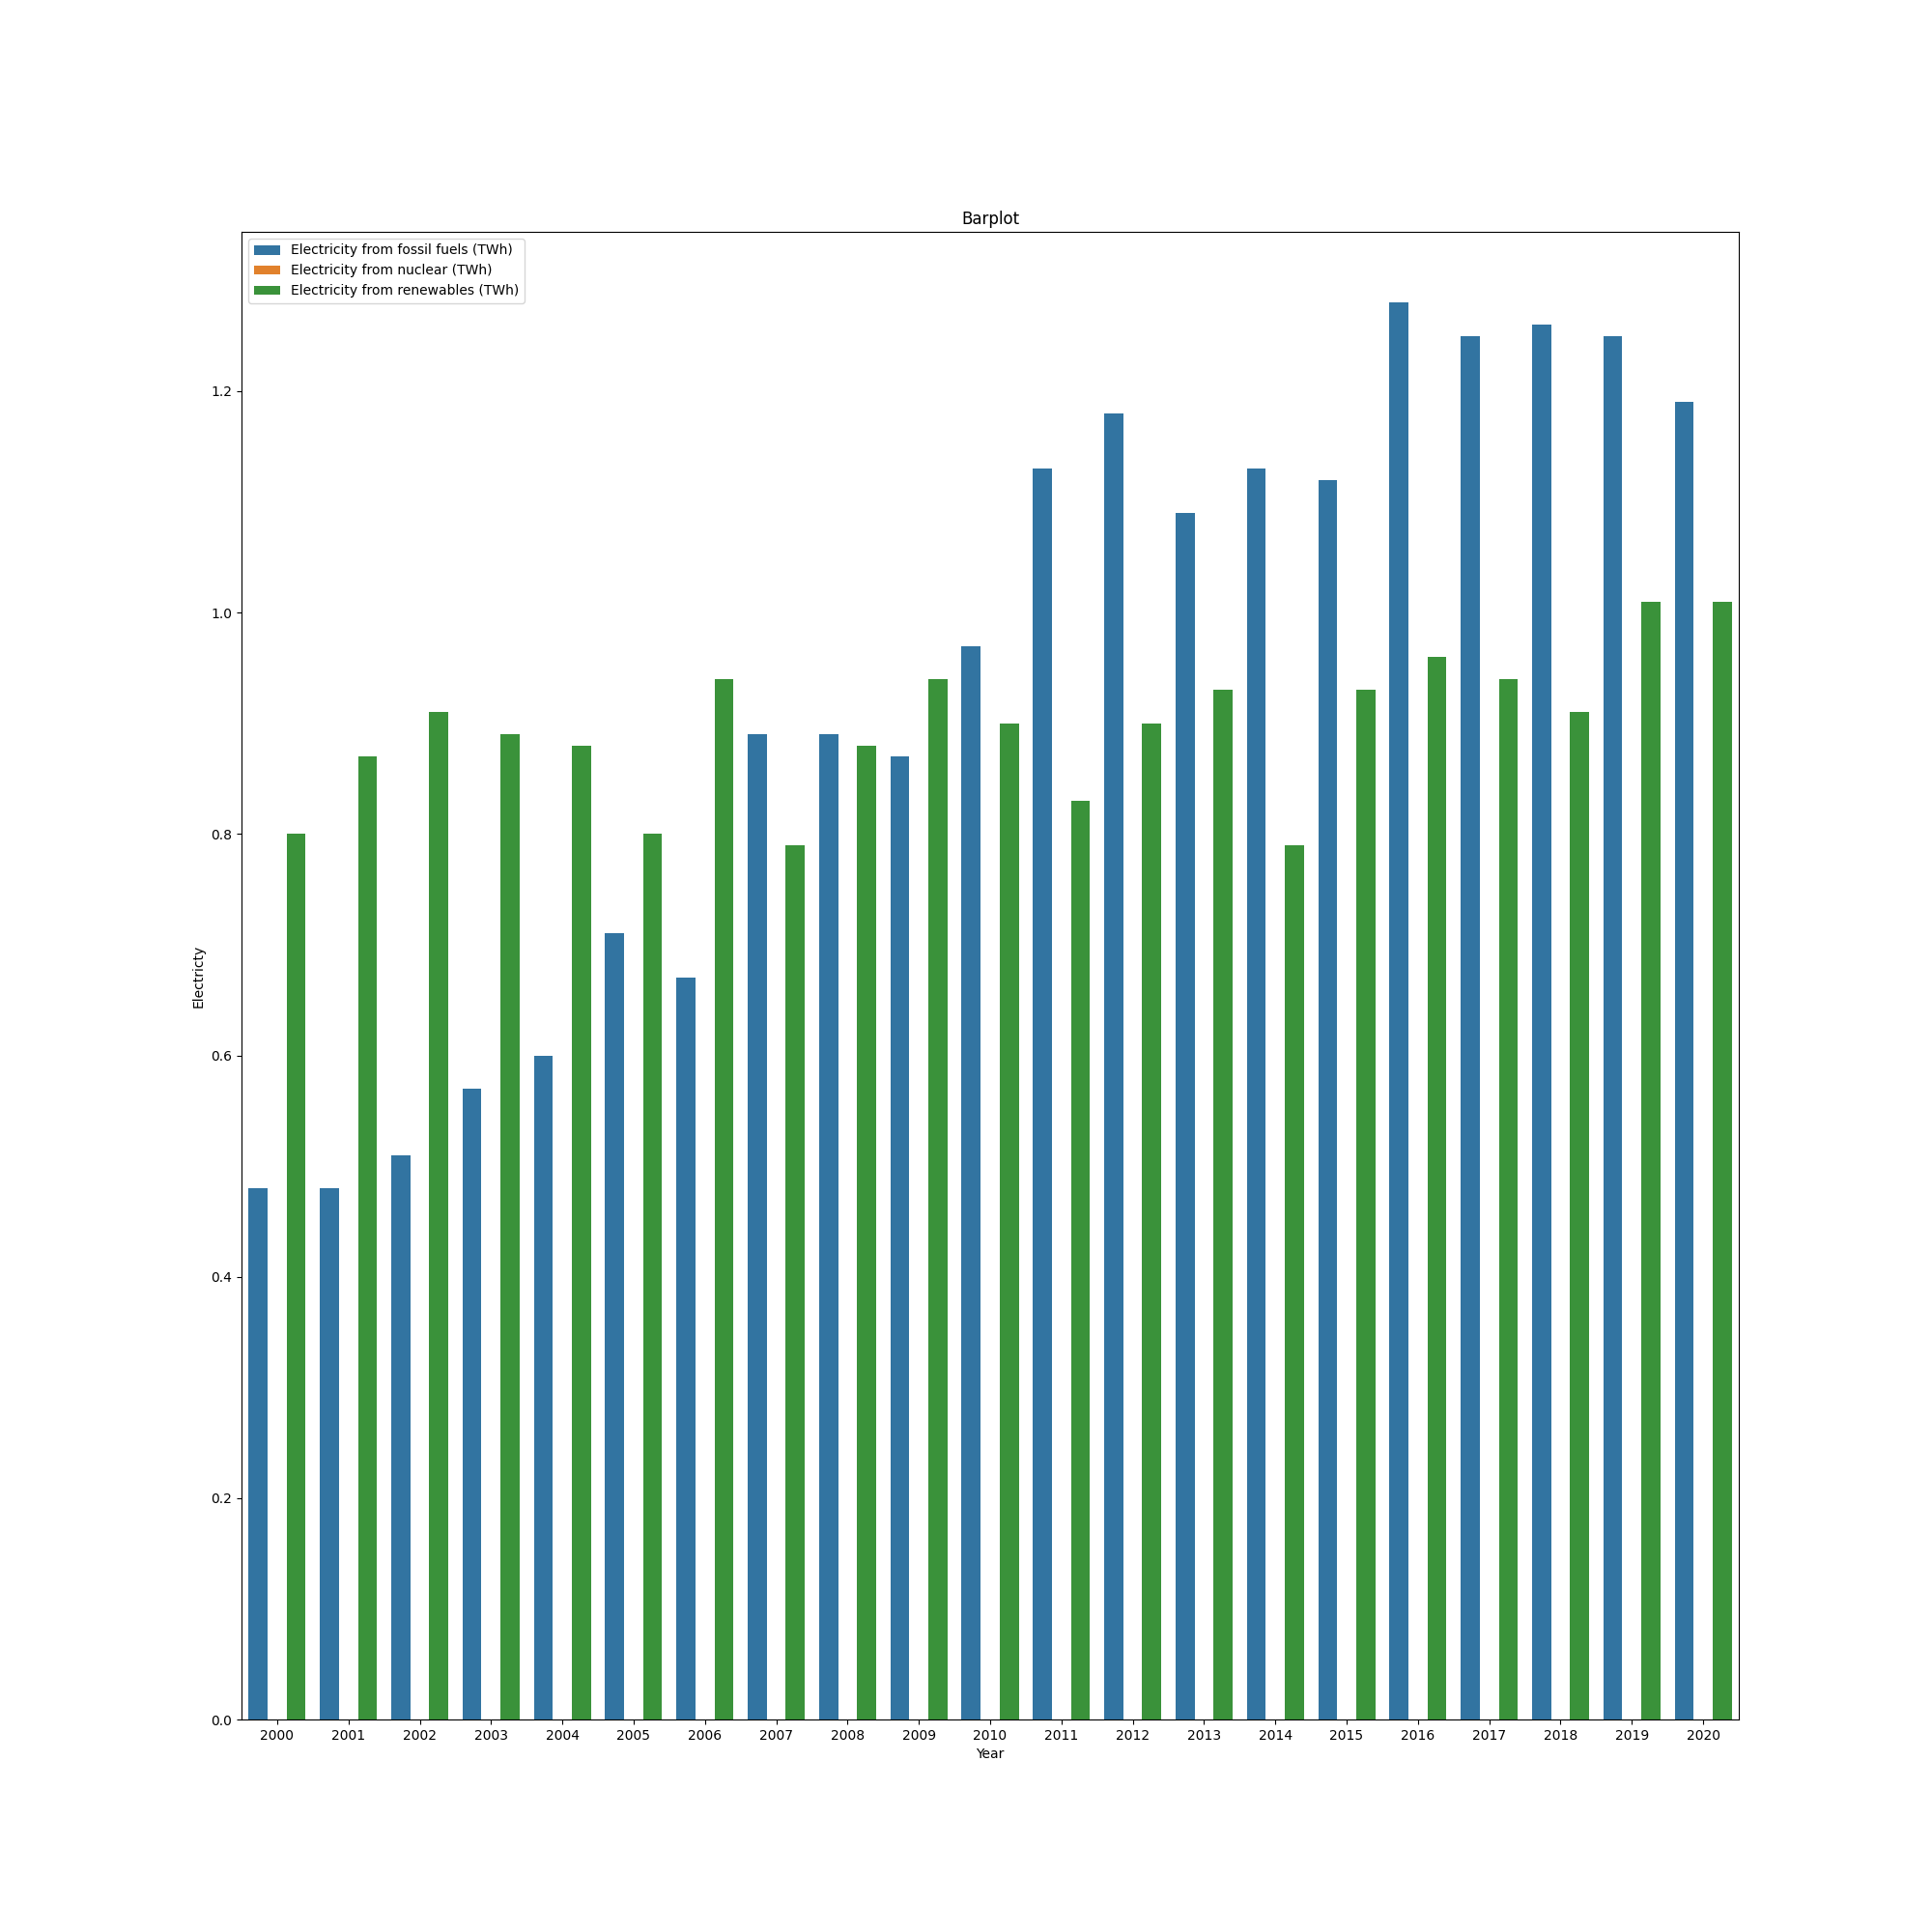 Barplot
Electricity from fossil fuels (TWh)
Electricity from nuclear (TWh)
Electricity from renewables (TWh)
1.2
1.0
0.8
0.6
0.4
0.2
0.0
Electricty
2000 2001 2002 2003 2004 2005 2006 2007 2008 2009 2010 2011 2012 2013 2014 2015 2016 2017 2018 2019 2020
Year